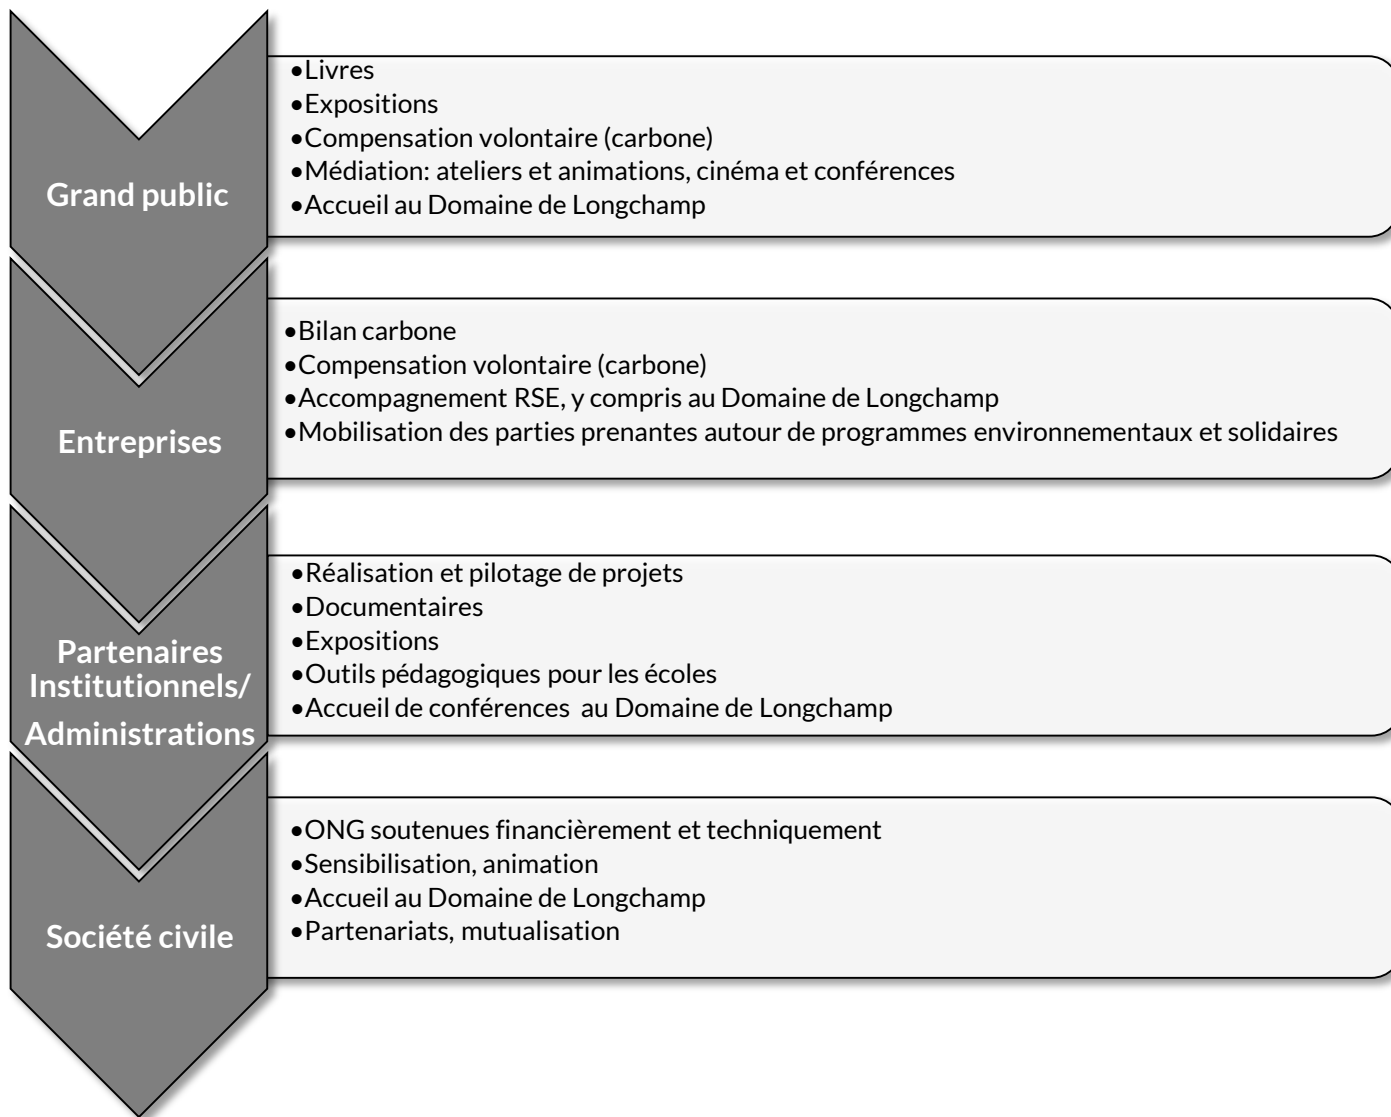 Grand public
•Livres
•Expositions
•Compensation volontaire (carbone)
•Médiation: ateliers et animations, cinéma et conférences
•Accueil au Domaine de Longchamp
Entreprises
•Bilan carbone
•Compensation volontaire (carbone)
•Accompagnement RSE, y compris au Domaine de Longchamp
•Mobilisation des parties prenantes autour de programmes environnementaux et solidaires
Partenaires
Institutionnels/
Administrations
•Réalisation et pilotage de projets
•Documentaires
•Expositions
•Outils pédagogiques pour les écoles
•Accueil de conférences  au Domaine de Longchamp
Société civile
•ONG soutenues financièrement et techniquement
•Sensibilisation, animation
•Accueil au Domaine de Longchamp
•Partenariats, mutualisation